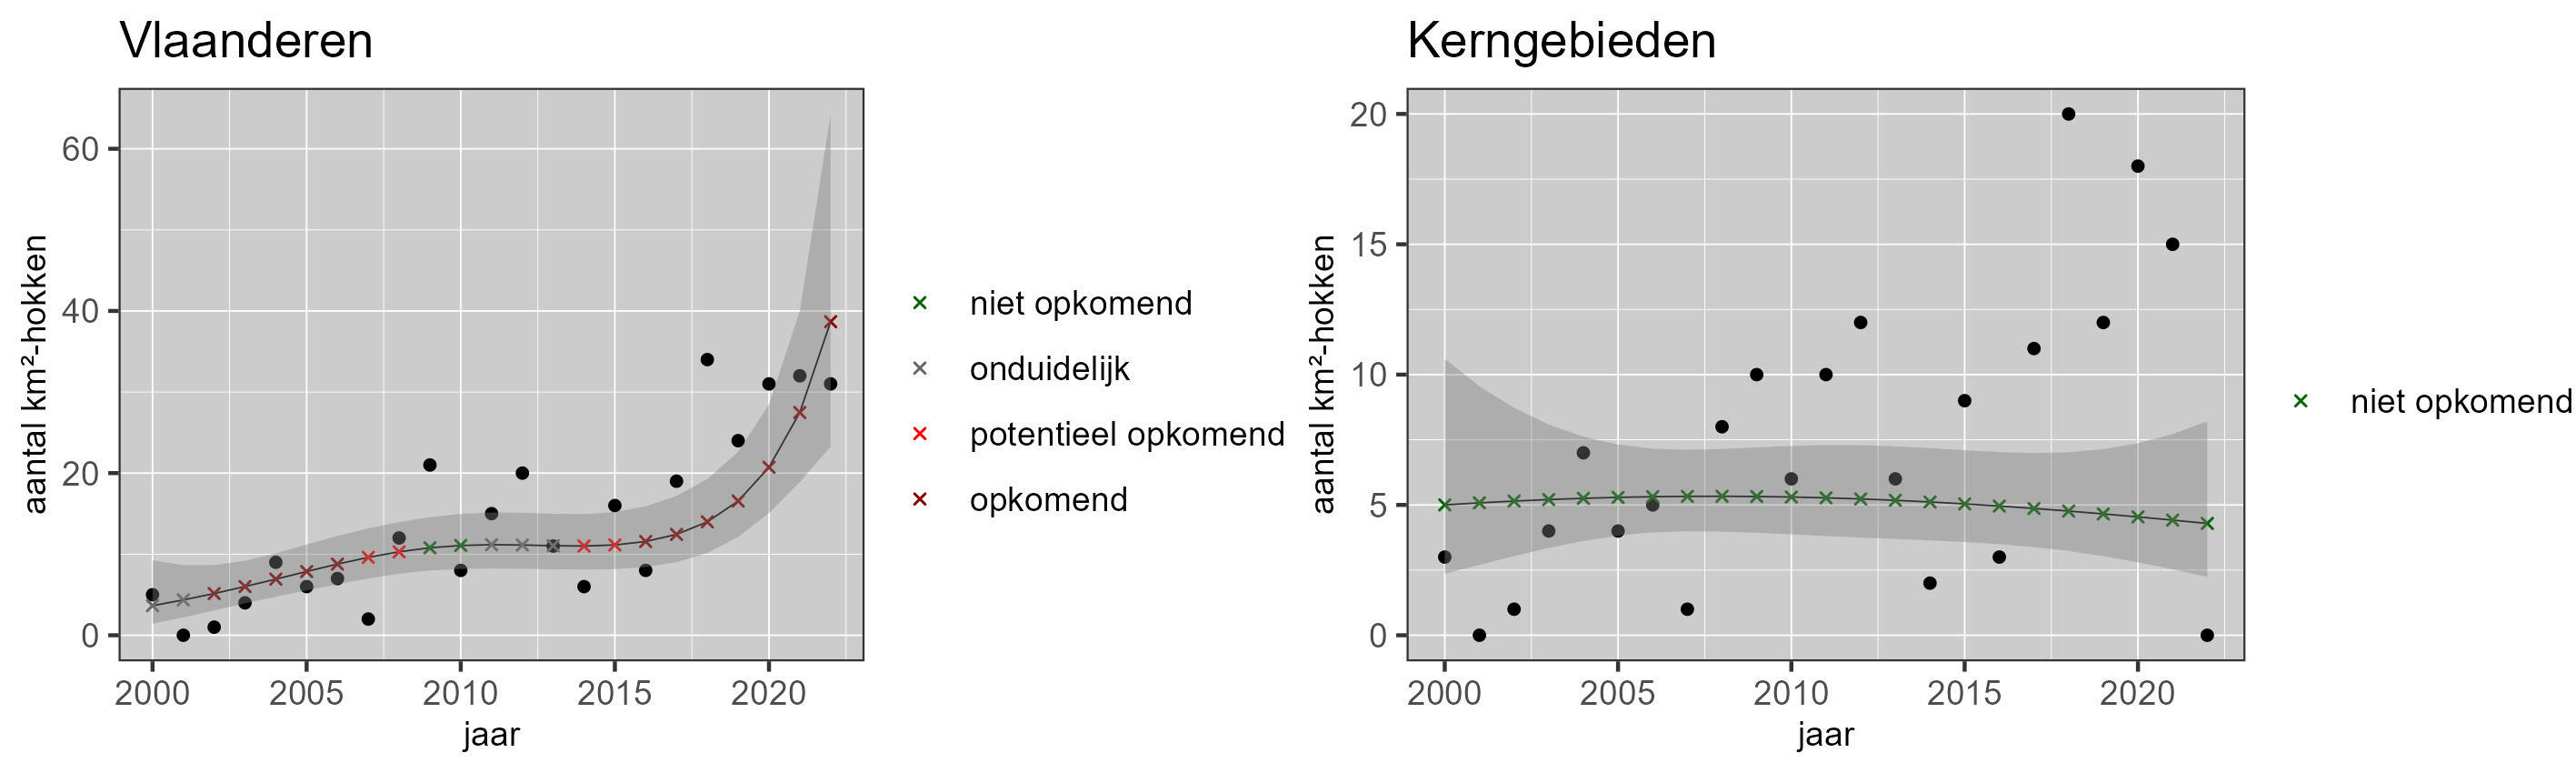 Vlaanderen
aantal km²-hokken
60
40
20
0
2000 2005 2010 2015 2020
jaar
niet opkomend
onduidelijk
potentieel opkomend
opkomend
Kerngebieden
aantal km²-hokken
20
15
10
5
0
2000 2005 2010 2015 2020
jaar
niet opkomend